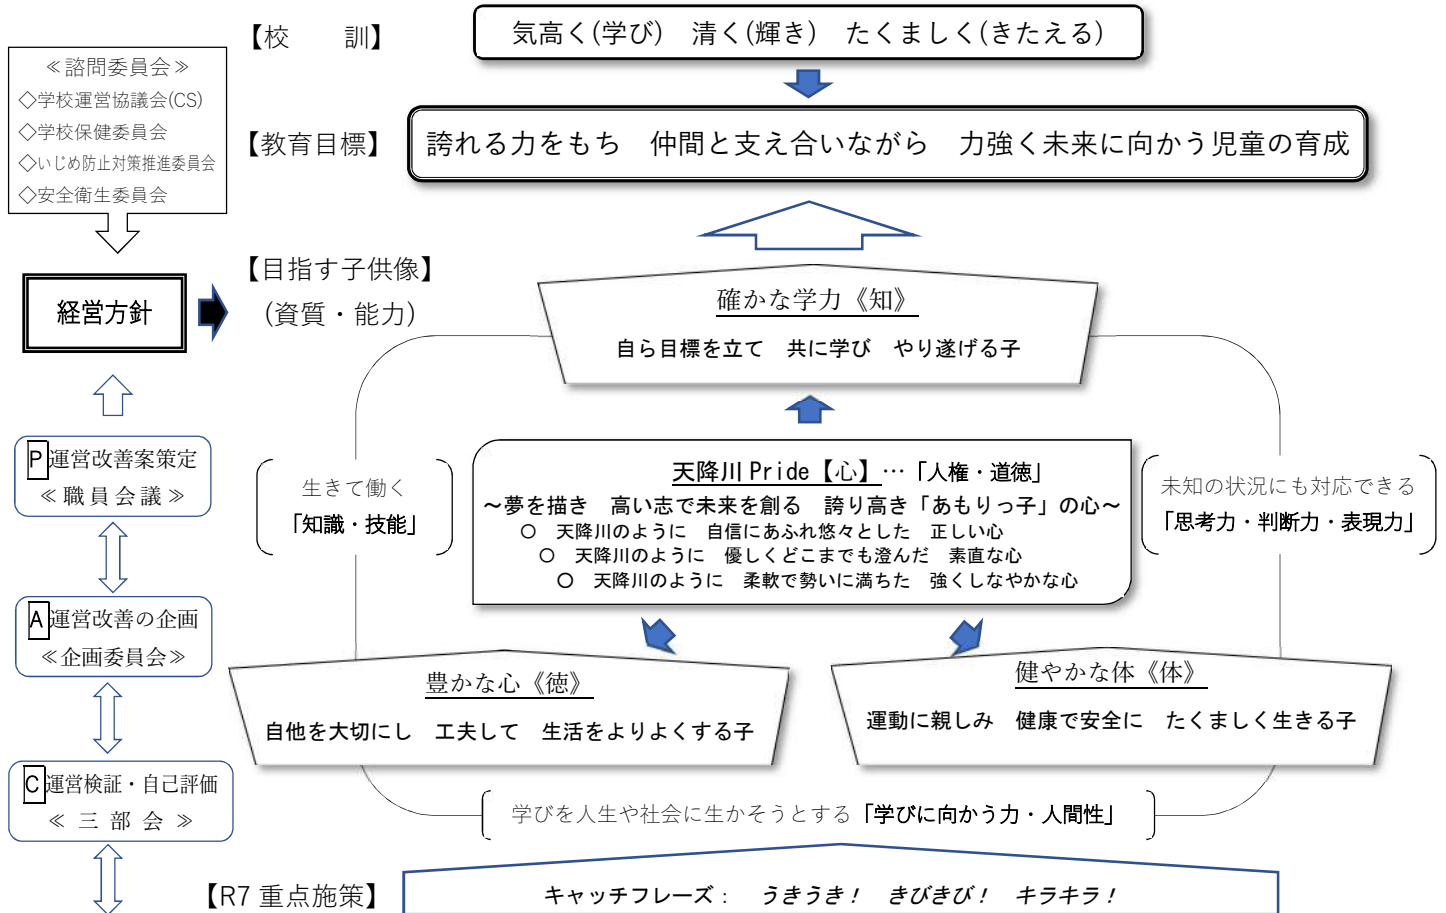 【校　　訓】
気高く(学び)　清く(輝き)　たくましく(きたえる)
≪諮問委員会≫
◇学校運営協議会(CS)
◇学校保健委員会
◇いじめ防止対策推進委員会
◇安全衛生委員会
【教育目標】
誇れる力をもち　仲間と支え合いながら　力強く未来に向かう児童の育成
経営方針
【目指す子供像】
(資質・能力)
確かな学力《知》
自ら目標を立て　共に学び　やり遂げる子
P運営改善案策定
≪職員会議≫
生きて働く
「知識・技能」
天降川Pride【心】…「人権・道徳」
～夢を描き　高い志で未来を創る　誇り高き「あもりっ子」の心～
○　天降川のように　自信にあふれ悠々とした　正しい心
○　天降川のように　優しくどこまでも澄んだ　素直な心
○　天降川のように　柔軟で勢いに満ちた　強くしなやかな心
未知の状況にも対応できる
「思考力・判断力・表現力」
A運営改善の企画
≪企画委員会≫
豊かな心《徳》
自他を大切にし　工夫して　生活をよりよくする子
健やかな体《体》
運動に親しみ　健康で安全に　たくましく生きる子
C運営検証・自己評価
≪三部会≫
学びを人生や社会に生かそうとする「学びに向かう力・人間性」
【R7 重点施策】
キャッチフレーズ：　うきうき！　きびきび！　キラキラ！